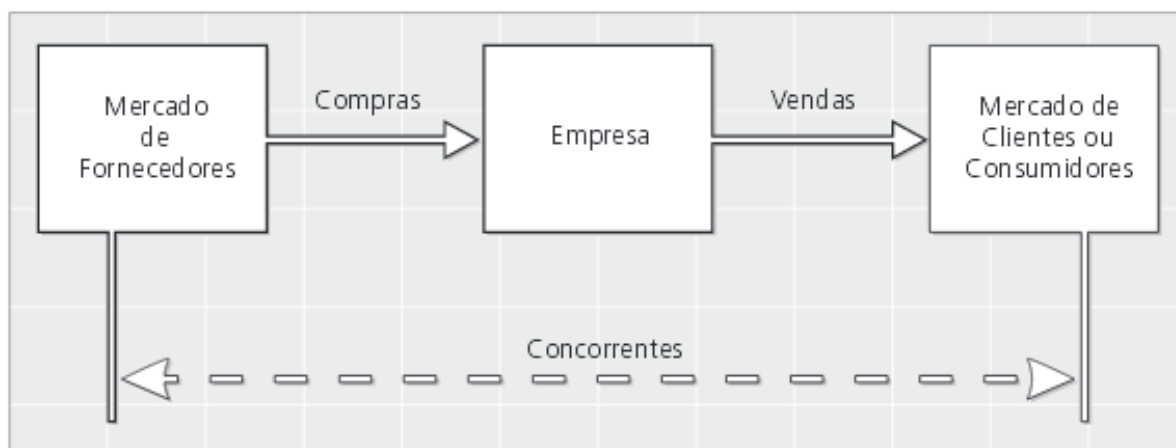 Mercado
de
Fornecedores
Compras
Empresa
Vendas
Mercado de
Clientes ou
Consumidores
Concorrentes